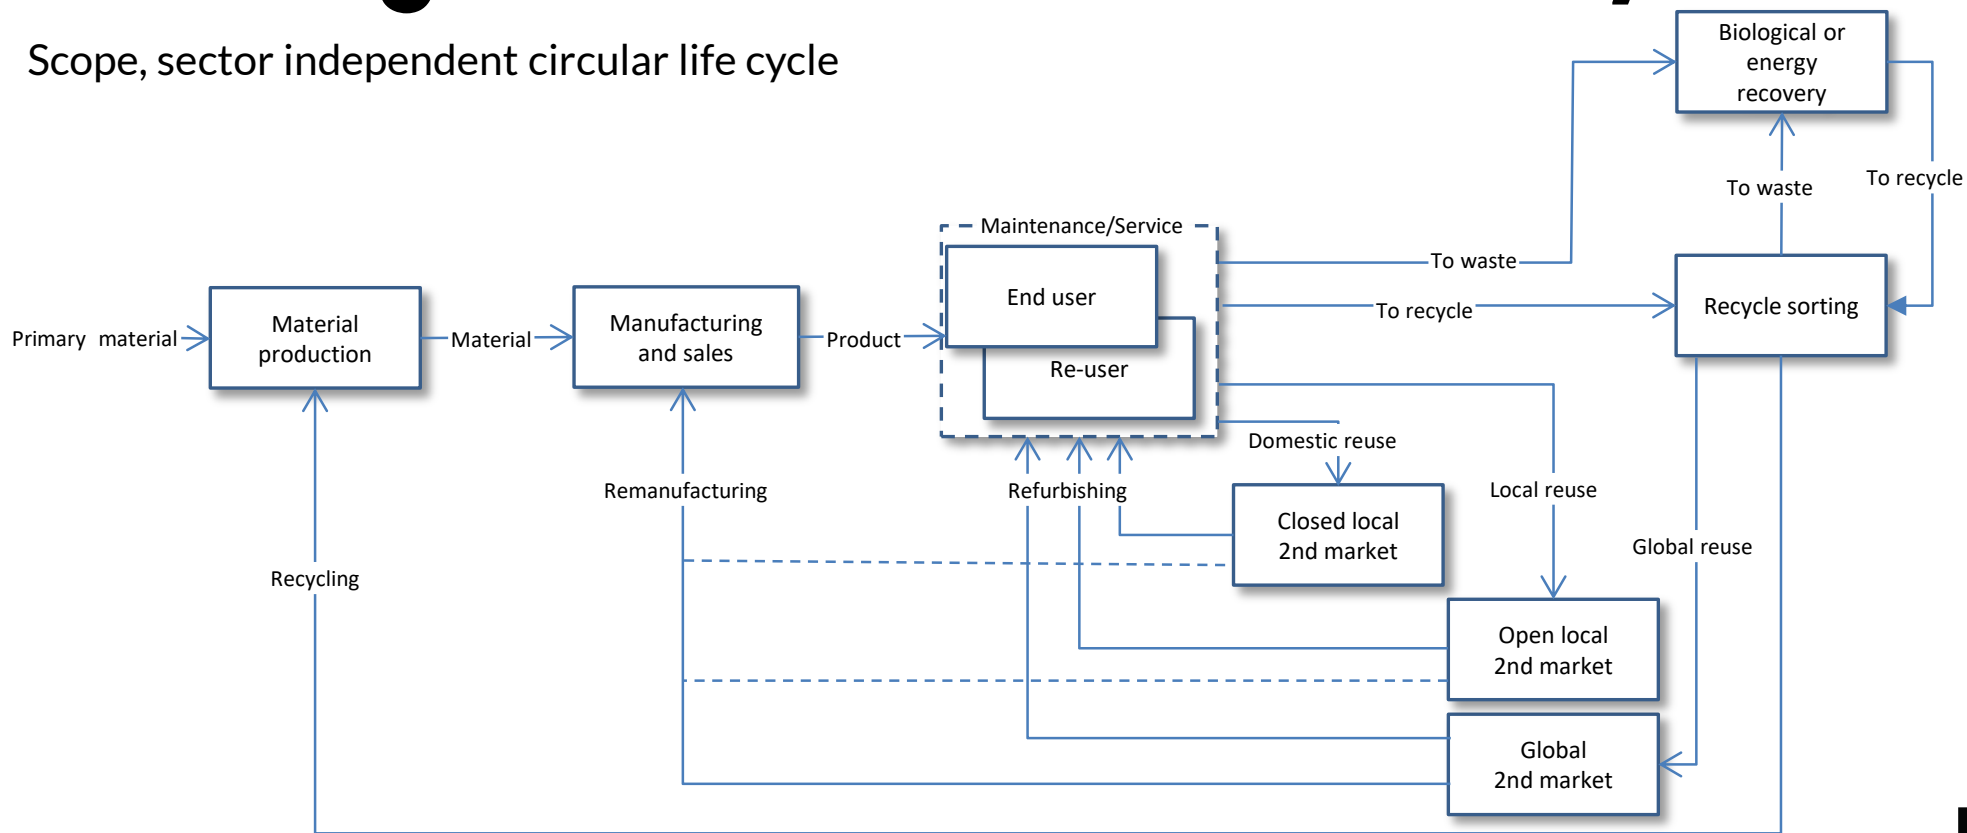 Scope, sector independent circular life cycle
Biological or
energy
recovery
To waste
To recycle
Maintenance/Service
End user
Re-user
To waste
To recycle
Recycle sorting
Primary material
Material
production
Material
Manufacturing
and sales
Product
Domestic reuse
Remanufacturing
Refurbishing
Local reuse
Closed local
2nd market
Global reuse
Recycling
Open local
2nd market
Global
2nd market